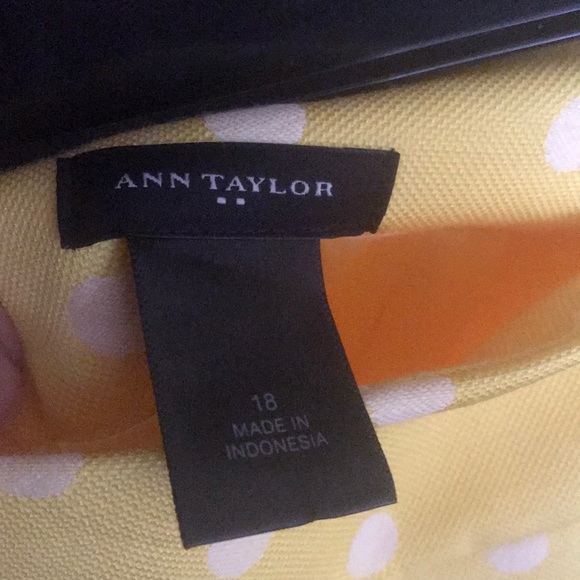 ANN TAYLOR
18
MADE IN
INDONESIA